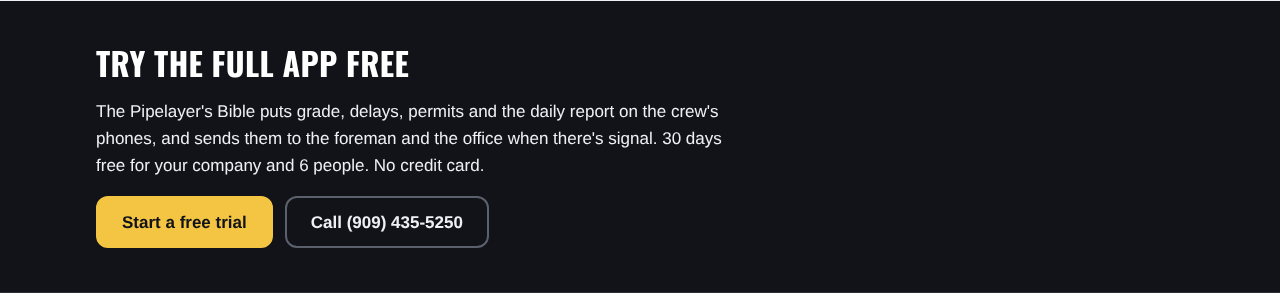 TRY THE FULL APP FREE
The Pipelayer's Bible puts grade, delays, permits and the daily report on the crew's
phones, and sends them to the foreman and the office when there's signal. 30 days
free for your company and 6 people. No credit card.
Start a free trial
Call (909) 435-5250